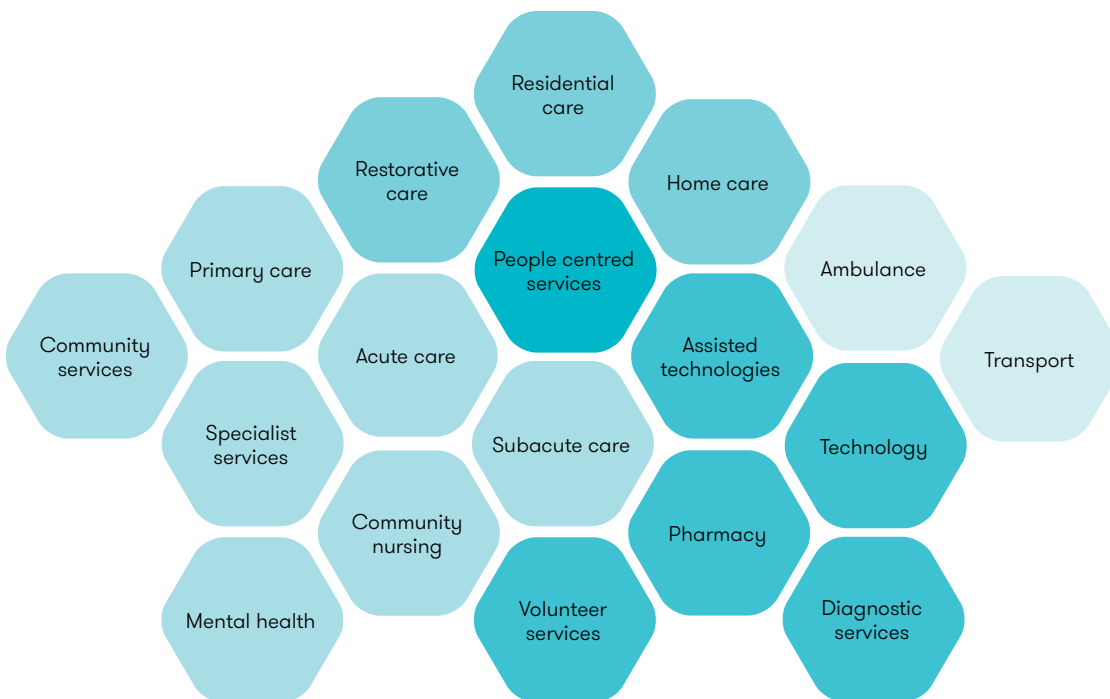 Residential
care
Restorative
care
Home care
Primary care
People centred
services
Ambulance
Community
services
Acute care
Assisted
technologies
Transport
Specialist
services
Subacute care
Technology
Community
nursing
Pharmacy
Mental health
Volunteer
services
Diagnostic
services